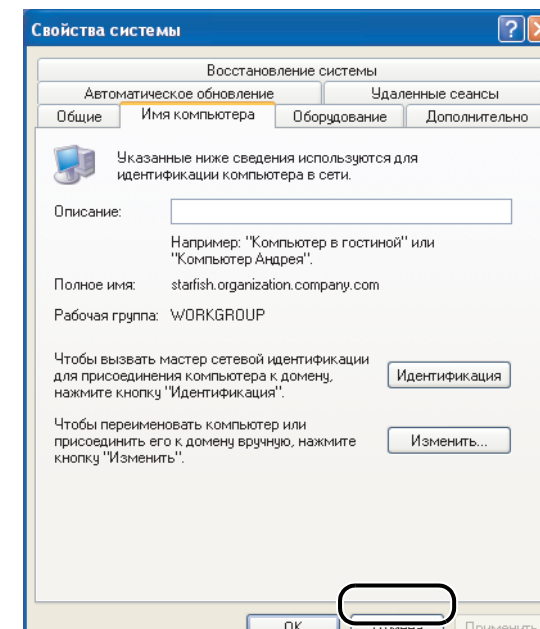 Свойства системы
Восстановление системы
Автоматическое обновление Удаленные сеансы
Общие Имя компьютера Оборудование Дополнительно
Указанные ниже сведения используются для
идентификации компьютера в сети.
Описание:
Например: "Компьютер в гостиной" или
"Компьютер Андрея".
Полное имя: starfish.organization.company.com
Рабочая группа: WORKGROUP
Чтобы вызвать мастер сетевой идентификации
для присоединения компьютера к домену,
нажмите кнопку "Идентификация".
Идентификация
Чтобы переименовать компьютер или
присоединить его к домену вручную, нажмите
кнопку "Изменить".
Изменить...
OK Отмена Применить